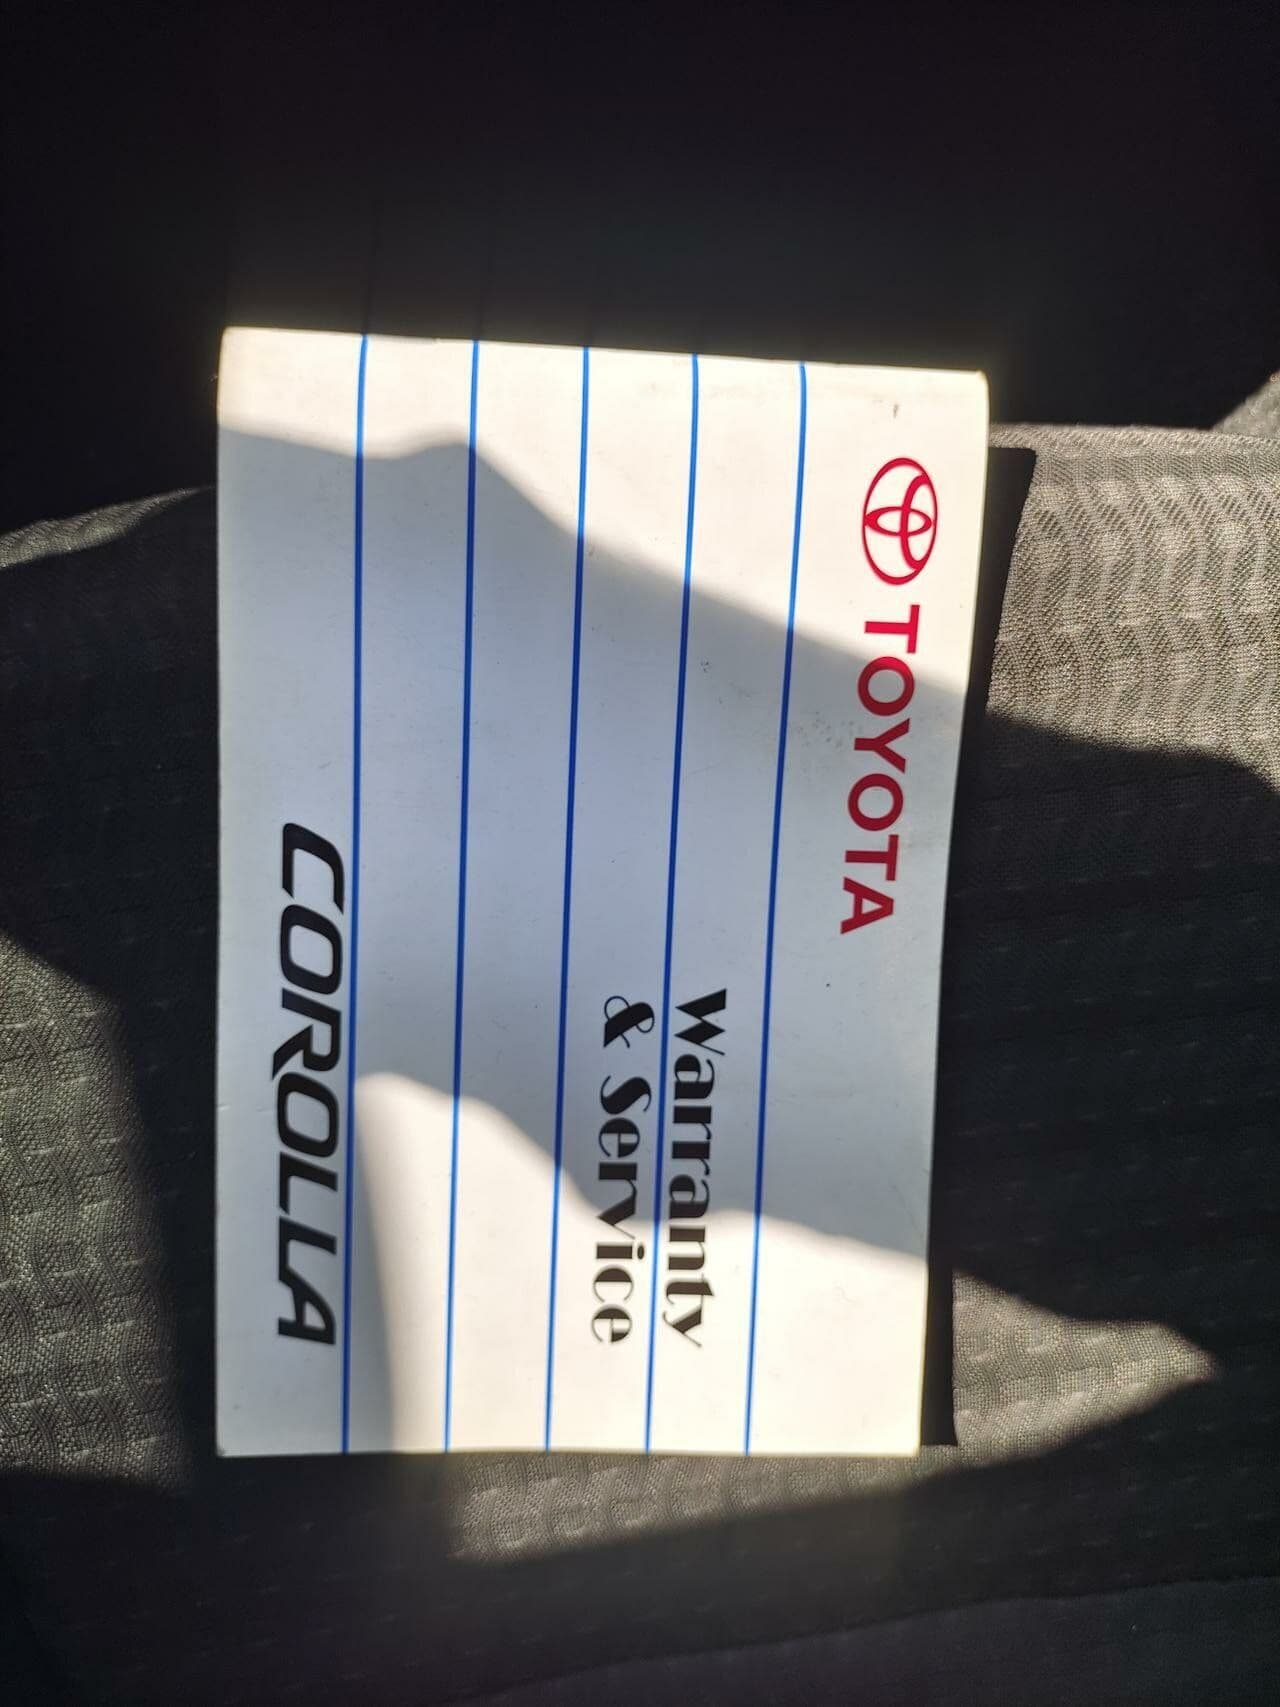 TOYOTA
Warranty
& Service
COROLLA